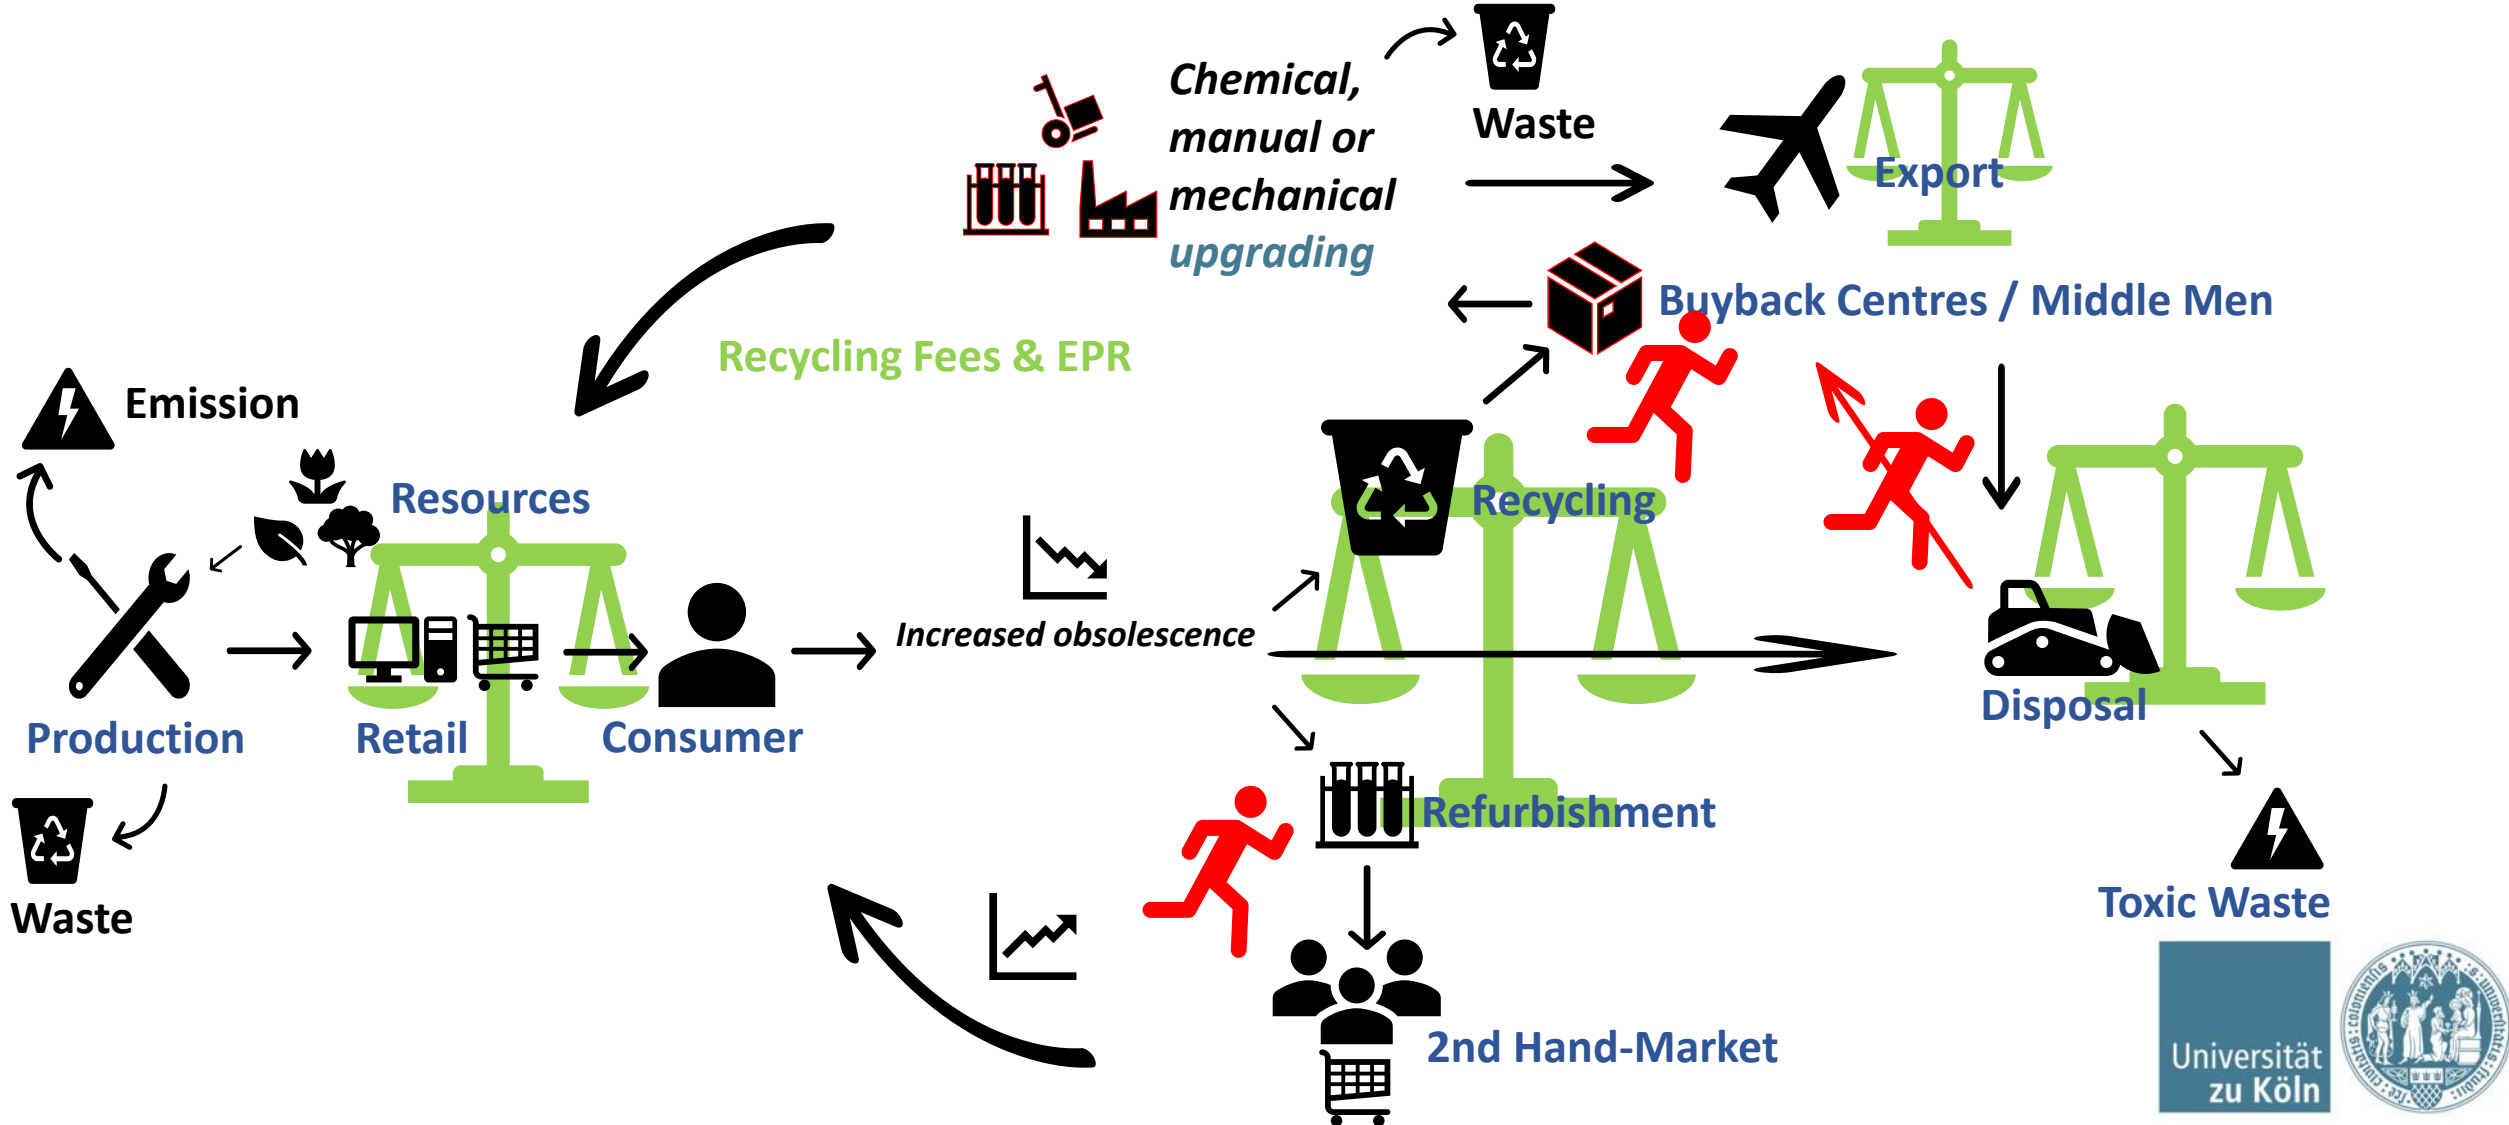 Chemical,
manual or
mechanical
upgrading
Waste
Export
Buyback Centres / Middle Men
Recycling Fees & EPR
Emission
Resources
Recycling
Increased obsolescence
Production
Retail
Consumer
Disposal
Refurbishment
Waste
Toxic Waste
2nd Hand-Market
Universität
zu Köln